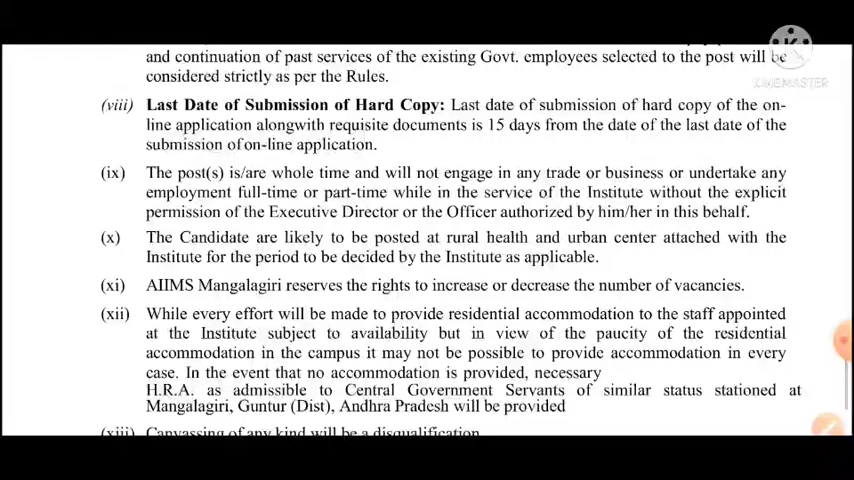 and continuation of past services of the existing Govt. employees selected to the post will be
considered strictly as per the Rules.
(viii) Last Date of Submission of Hard Copy: Last date of submission of hard copy of the on-
line application alongwith requisite documents is 15 days from the date of the last date of the
submission of on-line application.
(ix) The post(s) is/are whole time and will not engage in any trade or business or undertake any
employment full-time or part-time while in the service of the Institute without the explicit
permission of the Executive Director or the Officer authorized by him/her in this behalf.
(x) The Candidate are likely to be posted at rural health and urban center attached with the
Institute for the period to be decided by the Institute as applicable.
(xi) AIIMS Mangalagiri reserves the rights to increase or decrease the number of vacancies.
(xii) While every effort will be made to provide residential accommodation to the staff appointed
at the Institute subject to availability but in view of the paucity of the residential
accommodation in the campus it may not be possible to provide accommodation in every
case. In the event that no accommodation is provided, necessary
H.R.A. as admissible to Central Government Servants of similar status stationed at
Mangalagiri, Guntur (Dist), Andhra Pradesh will be provided
(xiii) Canvassing of any kind will be a disqualification
KINEMASTER